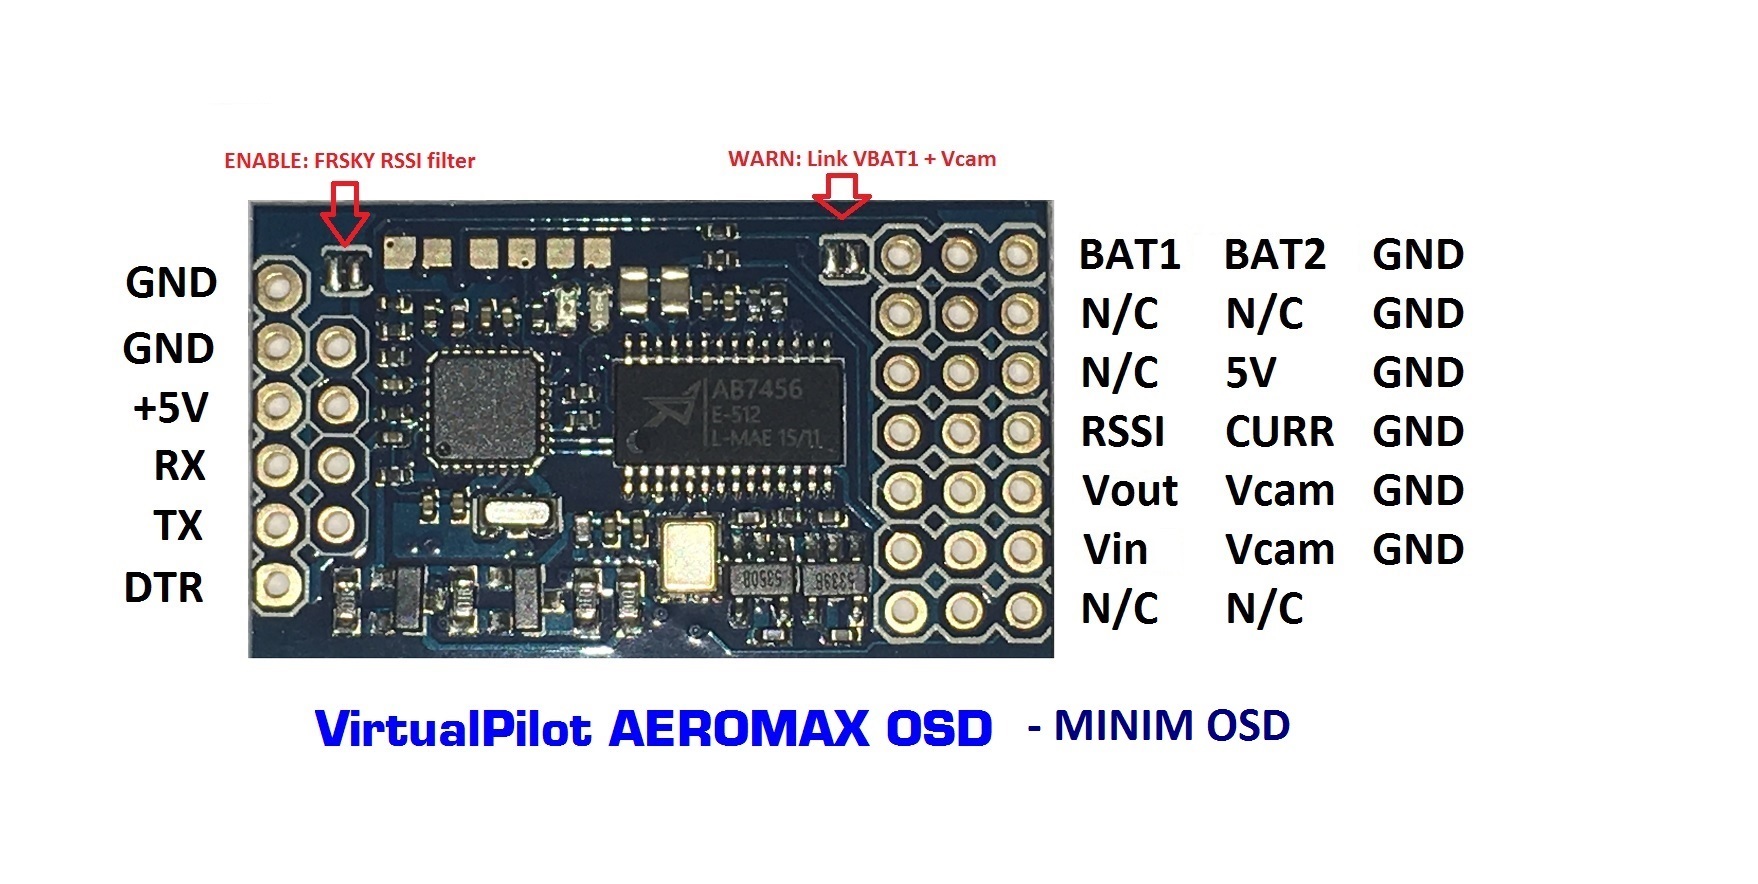 ENABLE: FRSKY RSSI filter
WARN: Link VBAT1 + Vcam
GND
GND
+5V
RX
TX
DTR
AB7456
E-512
L-MAE 15/11
5350B
5339B
BAT1 BAT2 GND
N/C N/C GND
N/C 5V GND
RSSI CURR GND
Vout Vcam GND
Vin Vcam GND
N/C N/C
VirtualPilot AEROMAX OSD - MINIM OSD